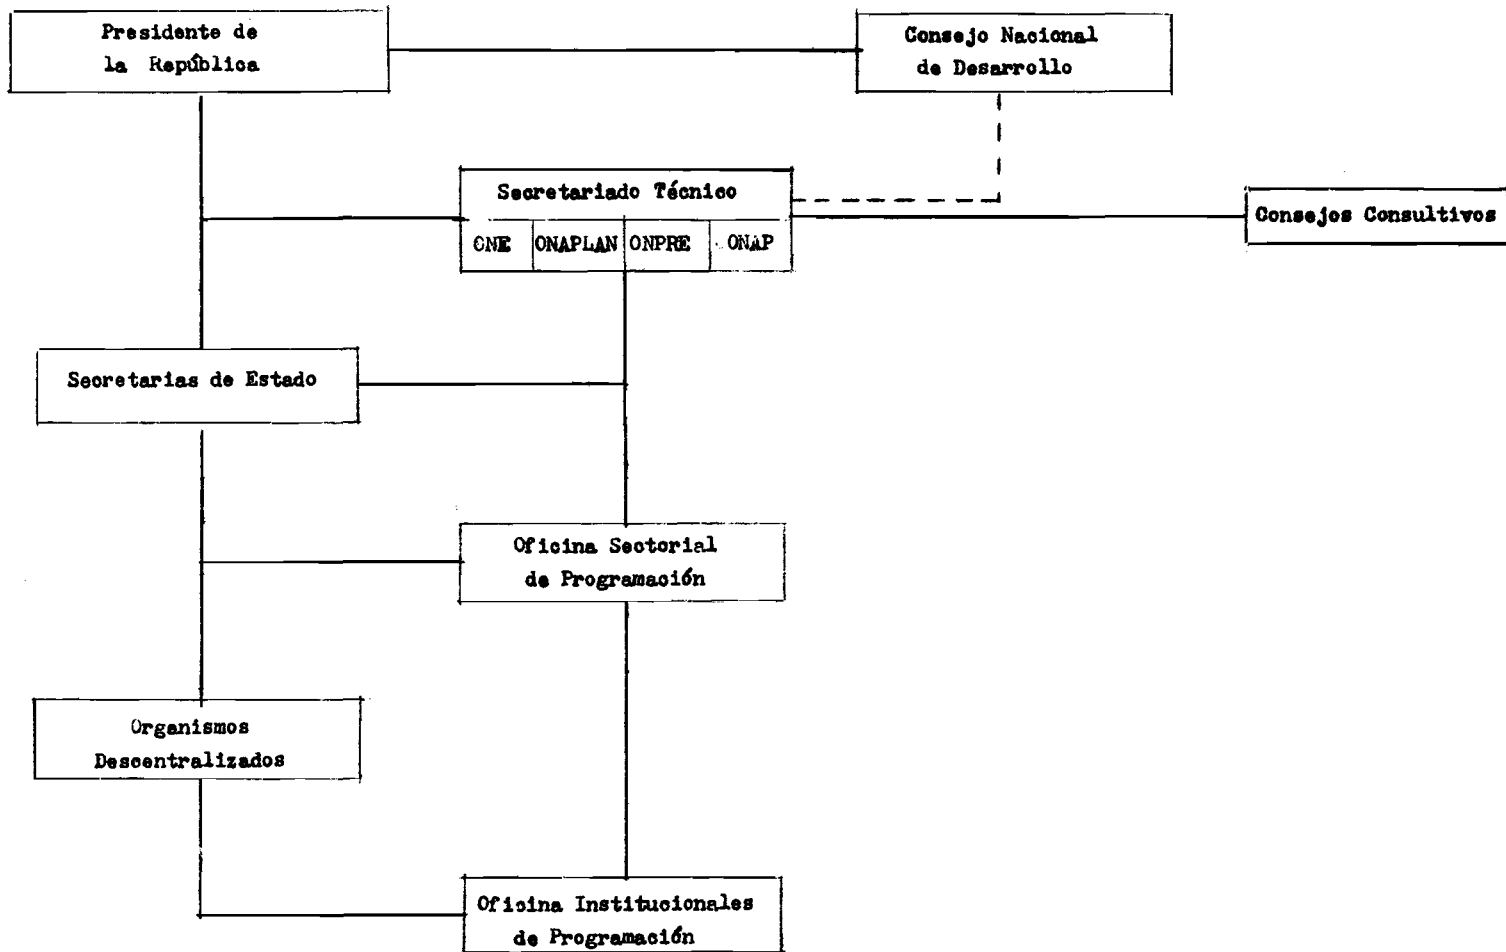 Presidente de
la República
Consejo Nacional
de Desarrollo
Secretariado Técnico
ONE ONAPLAN ONPRE ONAP
Consejos Consultivos
Secretarias de Estado
Oficina Sectorial
de Programación
Organismos
Descentralizados
Oficina Institucionales
de Programación